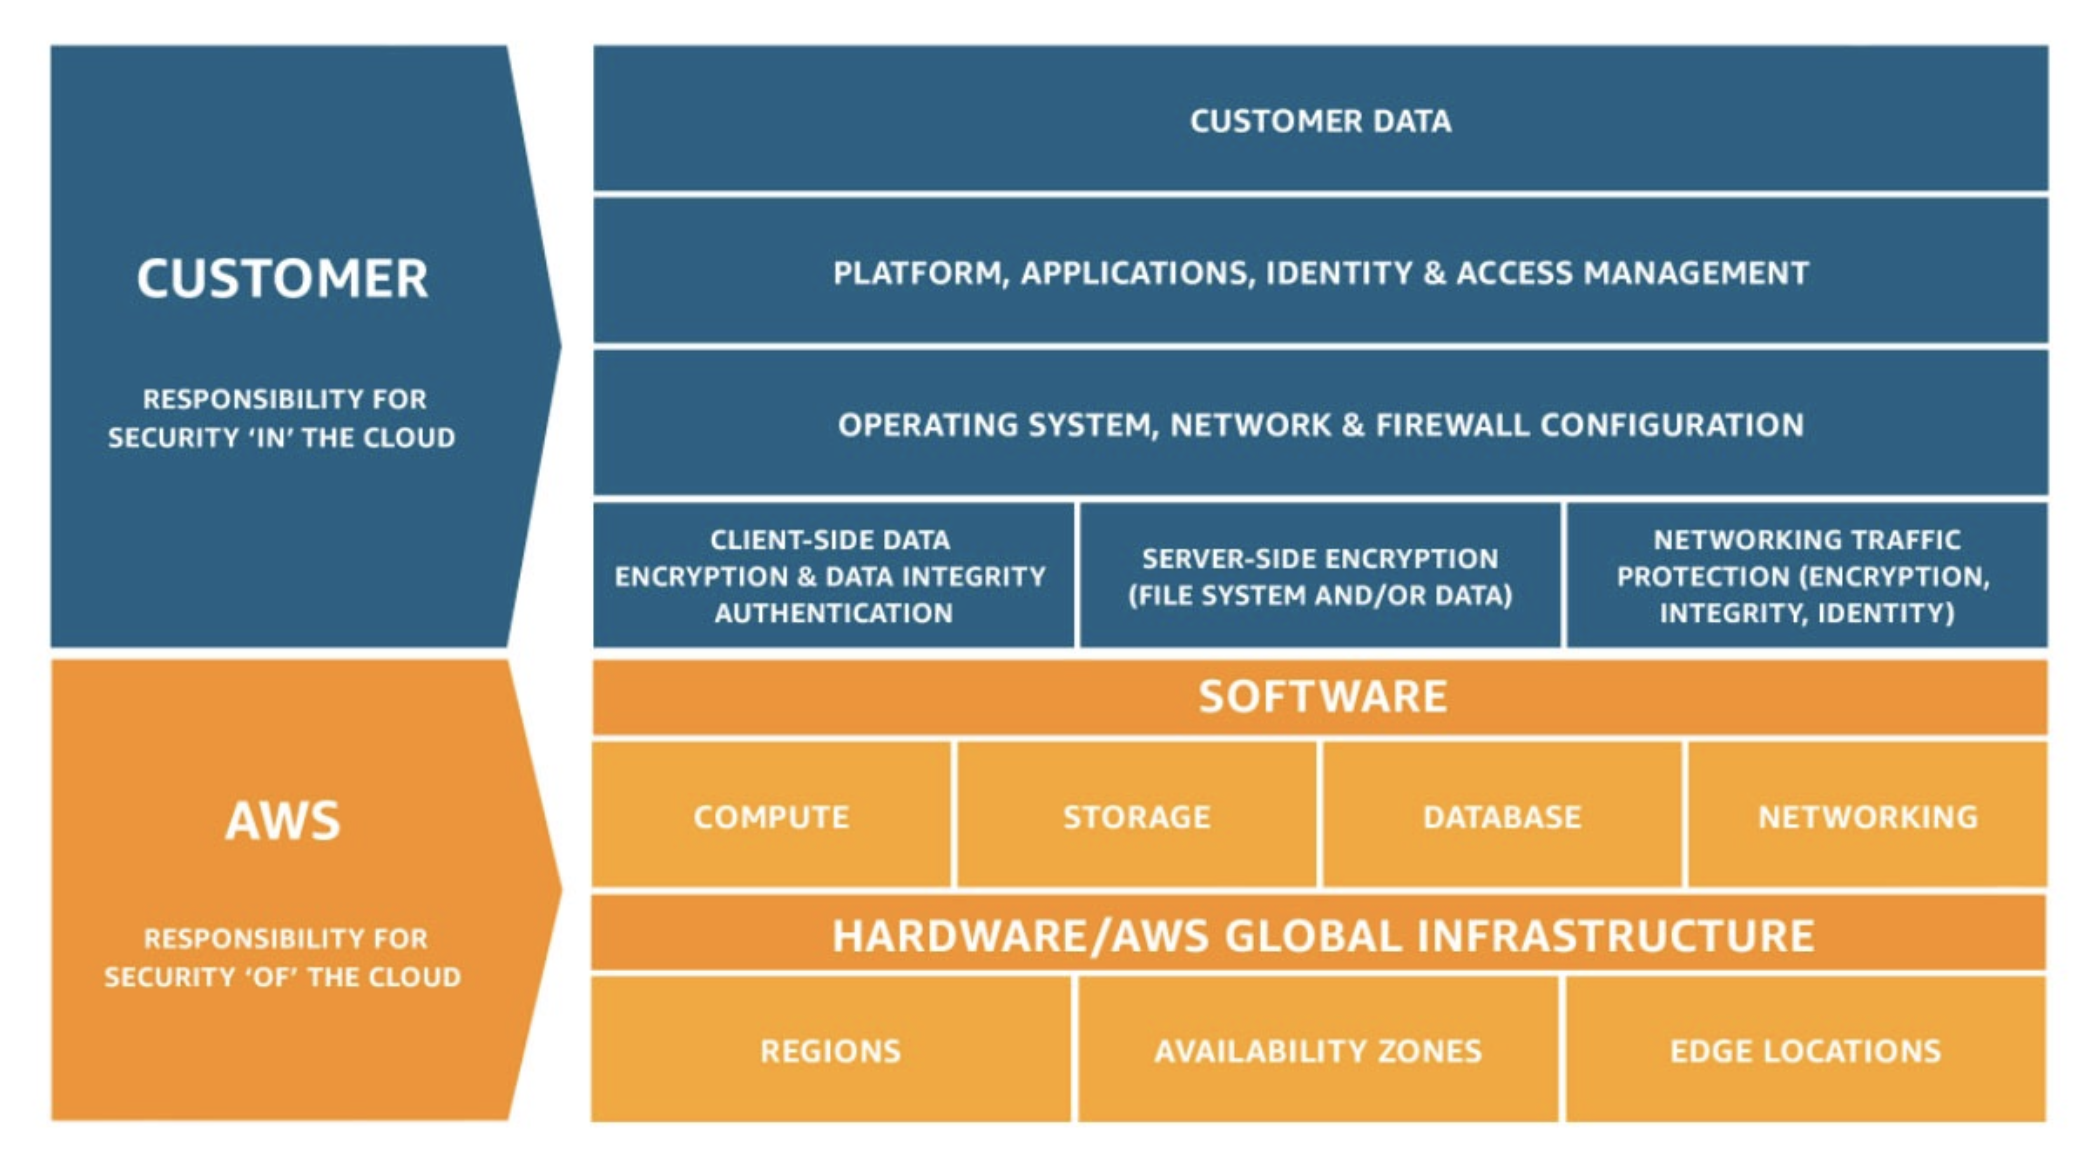 CUSTOMER
RESPONSIBILITY FOR
SECURITY ‘IN’ THE CLOUD
CUSTOMER DATA
PLATFORM, APPLICATIONS, IDENTITY & ACCESS MANAGEMENT
OPERATING SYSTEM, NETWORK & FIREWALL CONFIGURATION
CLIENT-SIDE DATA
ENCRYPTION & DATA INTEGRITY
AUTHENTICATION
SERVER-SIDE ENCRYPTION
(FILE SYSTEM AND/OR DATA)
NETWORKING TRAFFIC
PROTECTION (ENCRYPTION,
INTEGRITY, IDENTITY)
AWS
RESPONSIBILITY FOR
SECURITY ‘OF’ THE CLOUD
SOFTWARE
COMPUTE
STORAGE
DATABASE
NETWORKING
HARDWARE/AWS GLOBAL INFRASTRUCTURE
REGIONS
AVAILABILITY ZONES
EDGE LOCATIONS